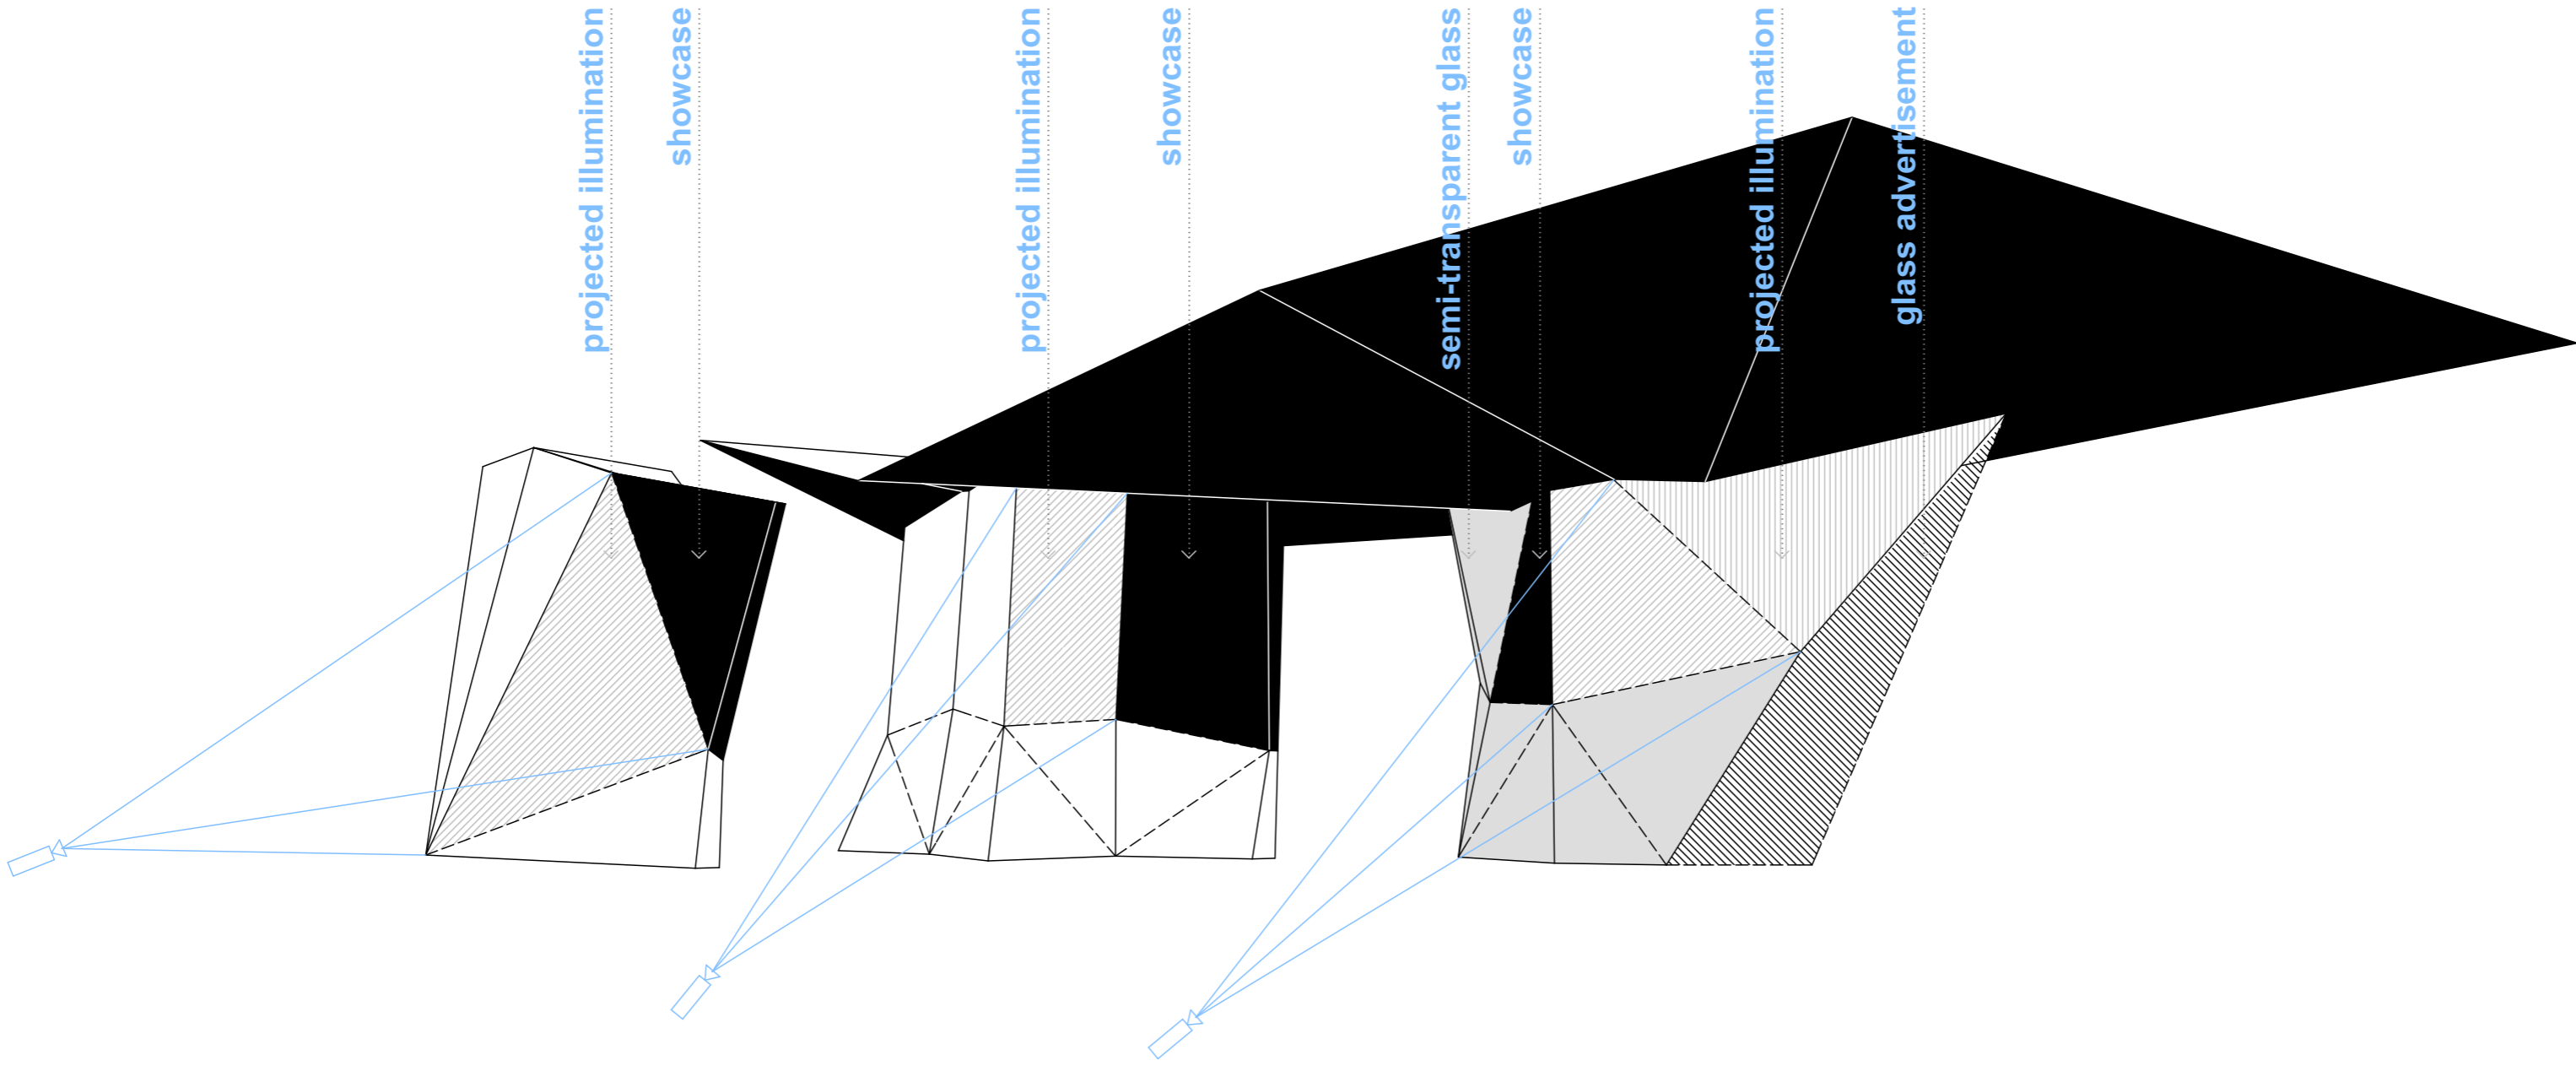 projected illumination
showcase
projected illumination
showcase
semi-transparent glass
showcase
projected illumination
glass advertisement